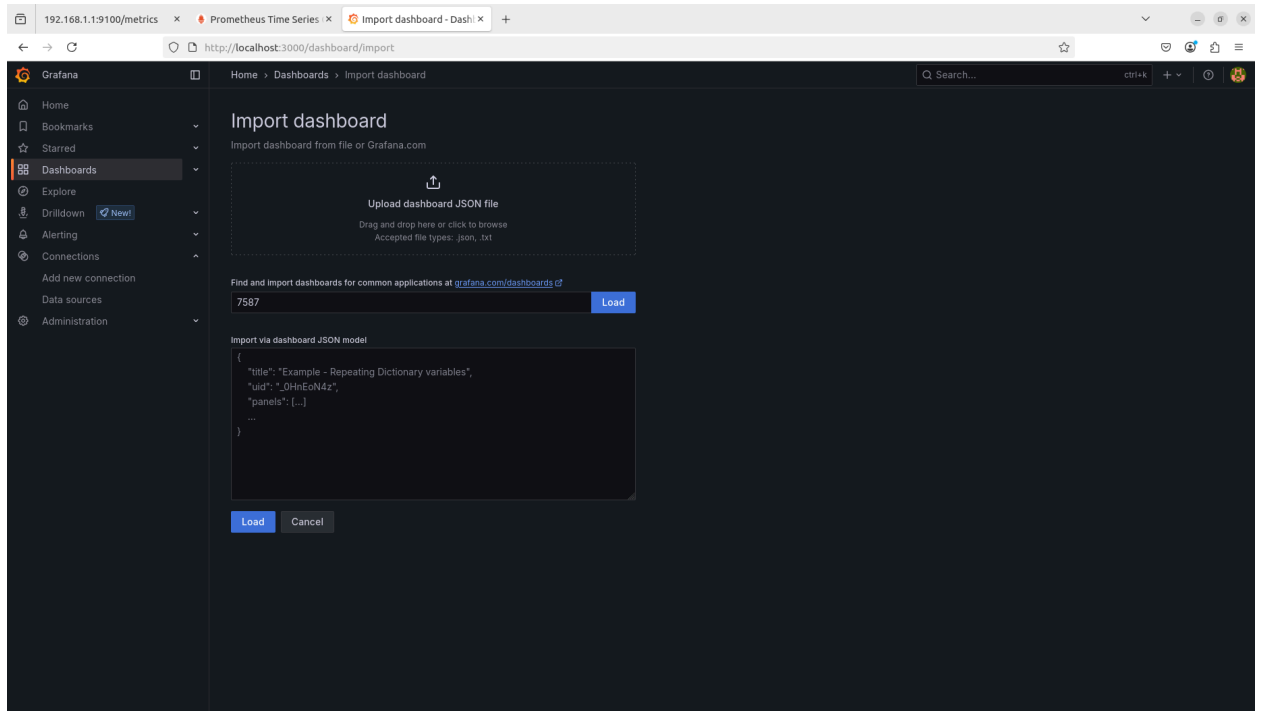 192.168.1.1:9100/metrics
Prometheus Time Series
Import dashboard - Dash
http://localhost:3000/dashboard/import
Grafana
Home › Dashboards › Import dashboard
Search...
ctrl+k
Home
Bookmarks
Starred
Dashboards
Explore
Drilldown New!
Alerting
Connections
Add new connection
Data sources
Administration
Import dashboard
Import dashboard from file or Grafana.com
Upload dashboard JSON file
Drag and drop here or click to browse
Accepted file types: .json, .txt
Find and import dashboards for common applications at grafana.com/dashboards
7587
Load
Import via dashboard JSON model
{
"title": "Example - Repeating Dictionary variables",
"uid": "_0HnEoN4z",
"panels": [...]
...
}
Load
Cancel